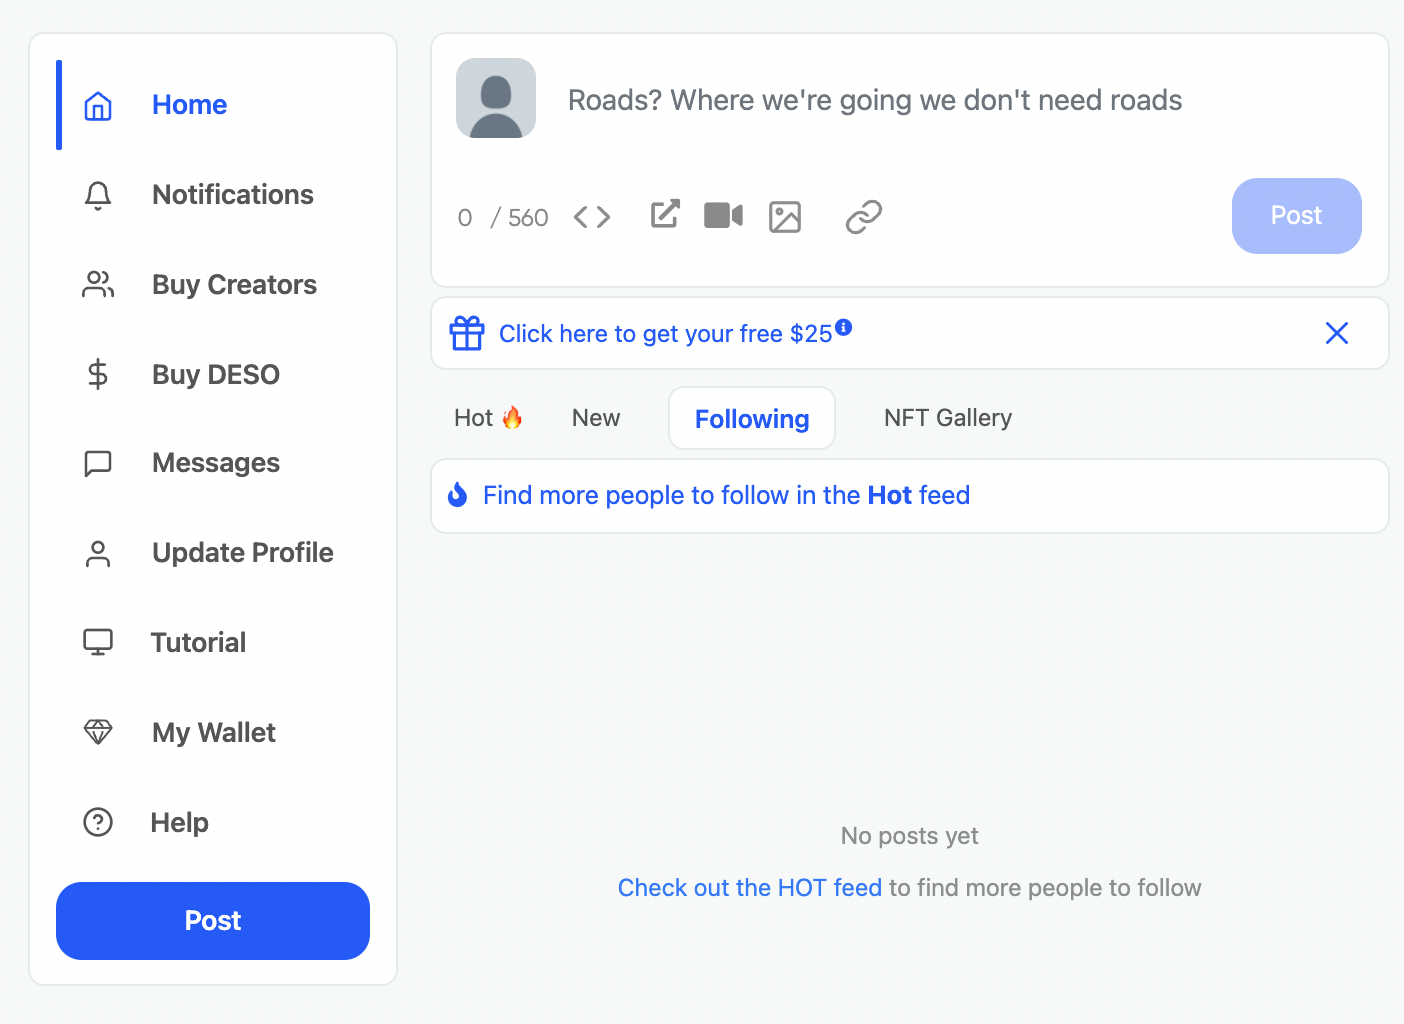 Home
Notifications
Buy Creators
Buy DESO
Messages
Update Profile
Tutorial
My Wallet
Help
Post
Roads? Where we're going we don't need roads
0 / 560
Post
Click here to get your free $25
Hot 🔥 New Following NFT Gallery
Find more people to follow in the Hot feed
No posts yet
Check out the HOT feed to find more people to follow